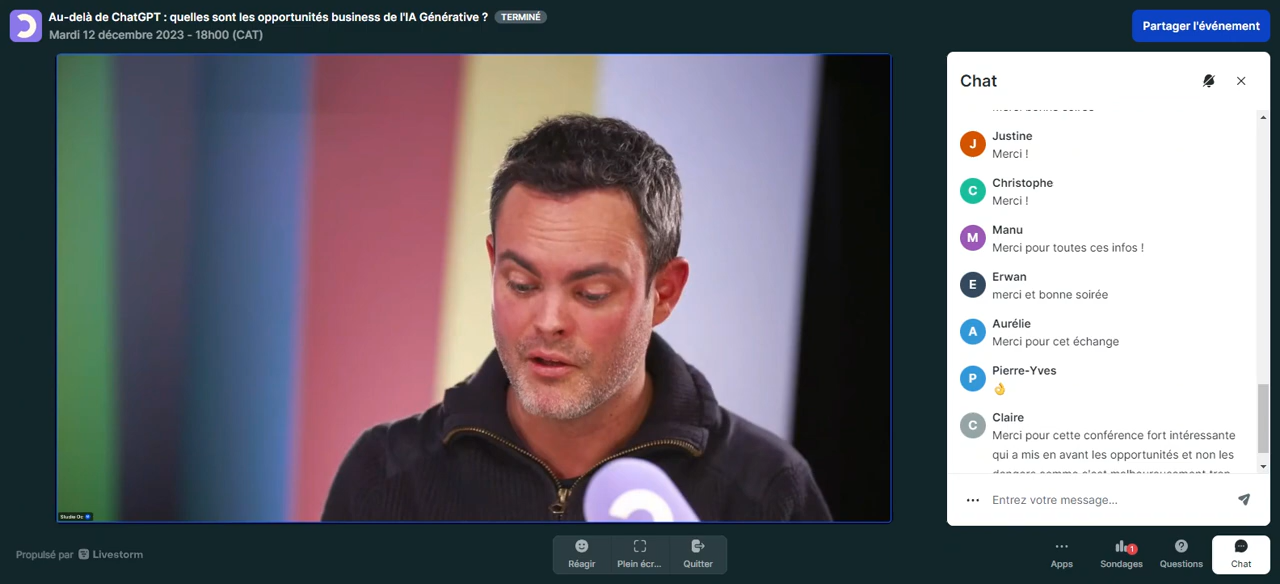 Au-delà de ChatGPT : quelles sont les opportunités business de l'IA Générative ? TERMINÉ
Mardi 12 décembre 2023 - 18h00 (CAT)
Partager l'événement
Chat
Justine
J
Merci !
Christophe
C
Merci !
Manu
M
Merci pour toutes ces infos !
Erwan
E
merci et bonne soirée
Aurélie
A
Merci pour cet échange
Pierre-Yves
P
👌
Claire
C
Merci pour cette conférence fort intéressante
qui a mis en avant les opportunités et non les
Entrez votre message...
Studio Oc
Propulsé par Livestorm
Réagir
Plein écr...
Quitter
Apps
1
Sondages
Questions
Chat